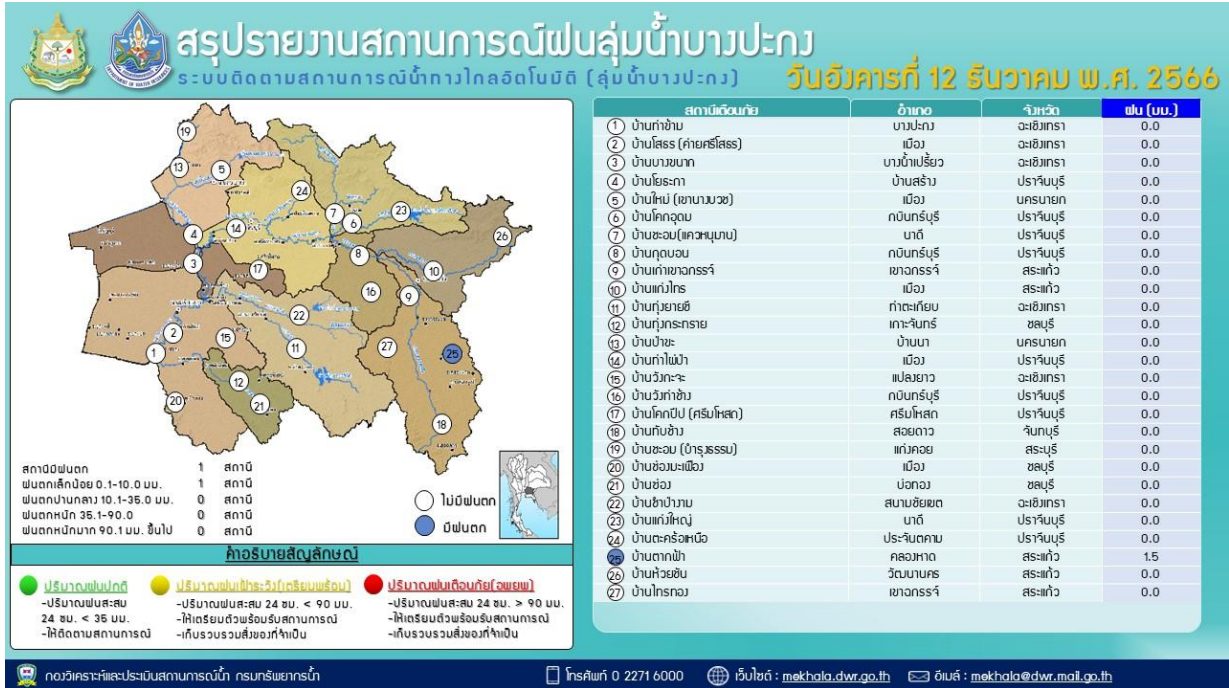 สรุปรายงานสถานการณ์ฝนลุ่มน้ำบางปะกง
ระบบติดตามสถานการณ์น้ำทางไกลอัตโนมัติ (ลุ่มน้ำบางปะกง)
วันอังคารที่ 12 ธันวาคม พ.ศ. 2566
สถานีเตือนภัย อำเภอ จังหวัด ฝน (มม.)
1 บ้านท่าข้าม บางปะกง ฉะเชิงเทรา 0.0
2 บ้านโสธร (ค่ายศรีโสธร) เมือง ฉะเชิงเทรา 0.0
3 บ้านบางขนาก บางน้ำเปรี้ยว ฉะเชิงเทรา 0.0
4 บ้านโยธะกา บ้านสร้าง ปราจีนบุรี 0.0
5 บ้านใหม่ (เขานางบวช) เมือง นครนายก 0.0
6 บ้านโคกอุดม กบินทร์บุรี ปราจีนบุรี 0.0
7 บ้านซะอม(แควหนุมาน) นาดี ปราจีนบุรี 0.0
8 บ้านกุดบอน กบินทร์บุรี ปราจีนบุรี 0.0
9 บ้านเก่าเขาฉกรรจ์ เขาฉกรรจ์ สระแก้ว 0.0
10 บ้านแก่งไทร เมือง สระแก้ว 0.0
11 บ้านทุ่งยายชี ท่าตะเกียบ ฉะเชิงเทรา 0.0
12 บ้านทุ่งกระทราย เกาะจันทร์ ชลบุรี 0.0
13 บ้านป่าขะ บ้านนา นครนายก 0.0
14 บ้านท่าไผ่ป่า เมือง ปราจีนบุรี 0.0
15 บ้านวังกะจะ แปลงยาว ฉะเชิงเทรา 0.0
16 บ้านวังท่าช้าง กบินทร์บุรี ปราจีนบุรี 0.0
17 บ้านโคกปีป (ศรีมโหสถ) ศรีมโหสถ ปราจีนบุรี 0.0
18 บ้านทับช้าง สอยดาว จันทบุรี 0.0
19 บ้านซะอม (บำรุงธรรม) แก่งคอย สระบุรี 0.0
20 บ้านช่องมะเฟือง เมือง ชลบุรี 0.0
21 บ้านช่อง บ่อทอง ชลบุรี 0.0
22 บ้านชำป่างาม สนามชัยเขต ฉะเชิงเทรา 0.0
23 บ้านแก่งใหญ่ นาดี ปราจีนบุรี 0.0
24 บ้านตะคร้อเหนือ ประจันตคาม ปราจีนบุรี 0.0
25 บ้านตากฟ้า คลองหาด สระแก้ว 1.5
26 บ้านห้วยชัน วัฒนานคร สระแก้ว 0.0
27 บ้านไทรทอง เขาฉกรรจ์ สระแก้ว 0.0
สถานีมีฝนตก 1 สถานี
ฝนตกเล็กน้อย 0.1-10.0 มม. 1 สถานี
ฝนตกปานกลาง 10.1-35.0 มม. 0 สถานี
ฝนตกหนัก 35.1-90.0 0 สถานี
ฝนตกหนักมาก 90.1 มม. ขึ้นไป 0 สถานี
ไม่มีฝนตก
มีฝนตก
คำอธิบายสัญลักษณ์
ปริมาณฝนปกติ
-ปริมาณฝนสะสม
24 ชม. < 35 มม.
-ให้ติดตามสถานการณ์
ปริมาณฝนเฝ้าระวัง(เตรียมพร้อม)
-ปริมาณฝนสะสม 24 ชม. < 90 มม.
-ให้เตรียมตัวพร้อมรับสถานการณ์
-เก็บรวบรวมสิ่งของที่จำเป็น
ปริมาณฝนเตือนภัย(อพยพ)
-ปริมาณฝนสะสม 24 ชม. > 90 มม.
-ให้เตรียมตัวพร้อมรับสถานการณ์
-เก็บรวบรวมสิ่งของที่จำเป็น
กองวิเคราะห์และประเมินสถานการณ์น้ำ กรมทรัพยากรน้ำ
โทรศัพท์ 0 2271 6000
เว็บไซต์ : mekhala.dwr.go.th
อีเมล์ : mekhala@dwr.mail.go.th